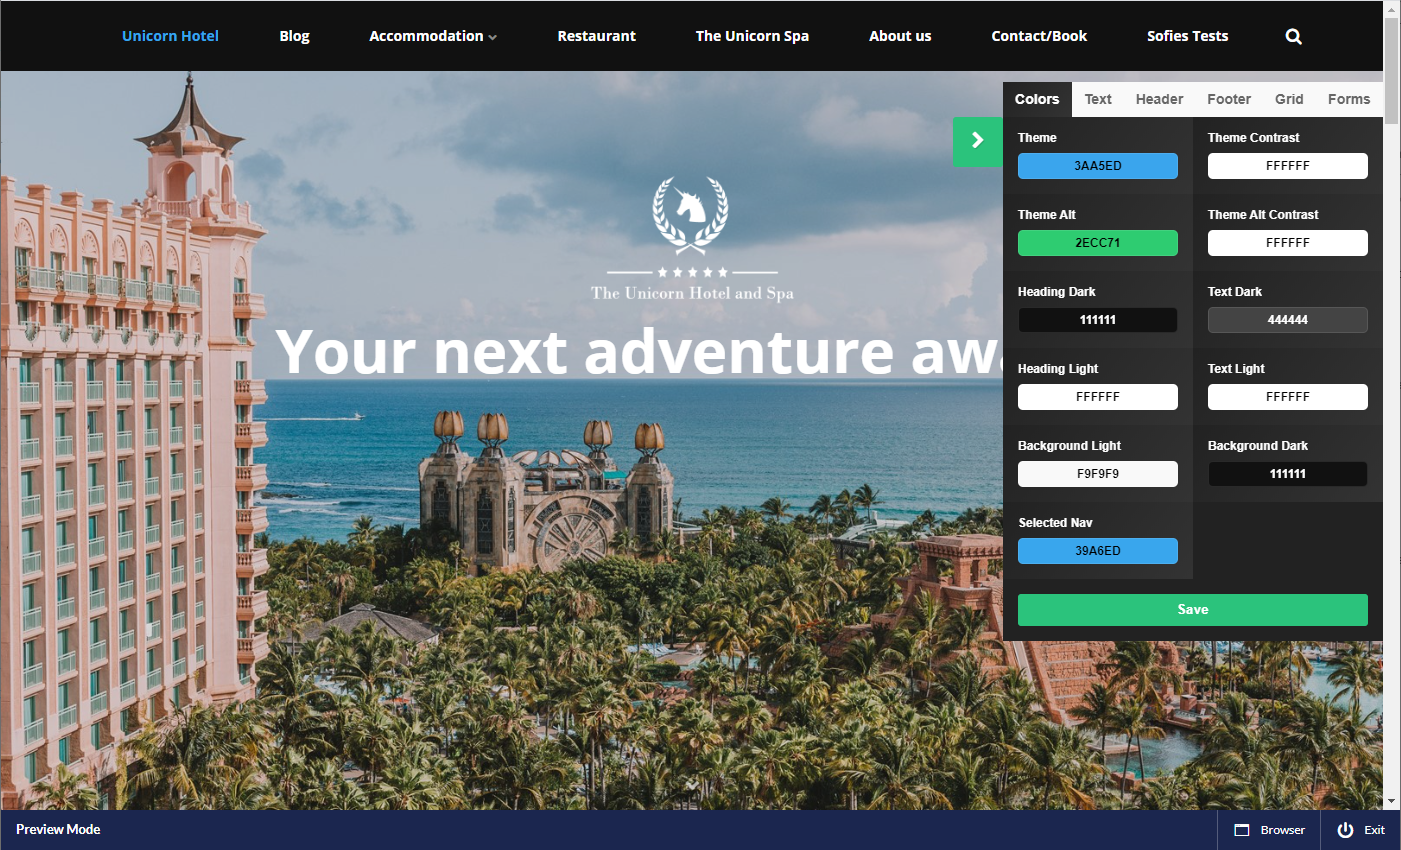 Unicorn Hotel Blog Accommodation Restaurant The Unicorn Spa About us Contact/Book Sofies Tests
Colors Text Header Footer Grid Forms
Theme Theme Contrast
3AA5ED FFFFFF
Theme Alt Theme Alt Contrast
2ECC71 FFFFFF
Heading Dark Text Dark
111111 444444
Heading Light Text Light
FFFFFF FFFFFF
Background Light Background Dark
F9F9F9 111111
Selected Nav
39A6ED
Save
The Unicorn Hotel and Spa
Your next adventure awa
Preview Mode Browser Exit